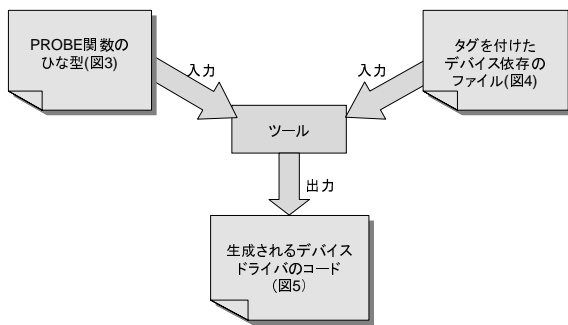 PROBE関数の
ひな型(図3)
タグを付けた
デバイス依存の
ファイル(図4)
入力
入力
ツール
出力
生成されるデバイス
ドライバのコード
(図5)